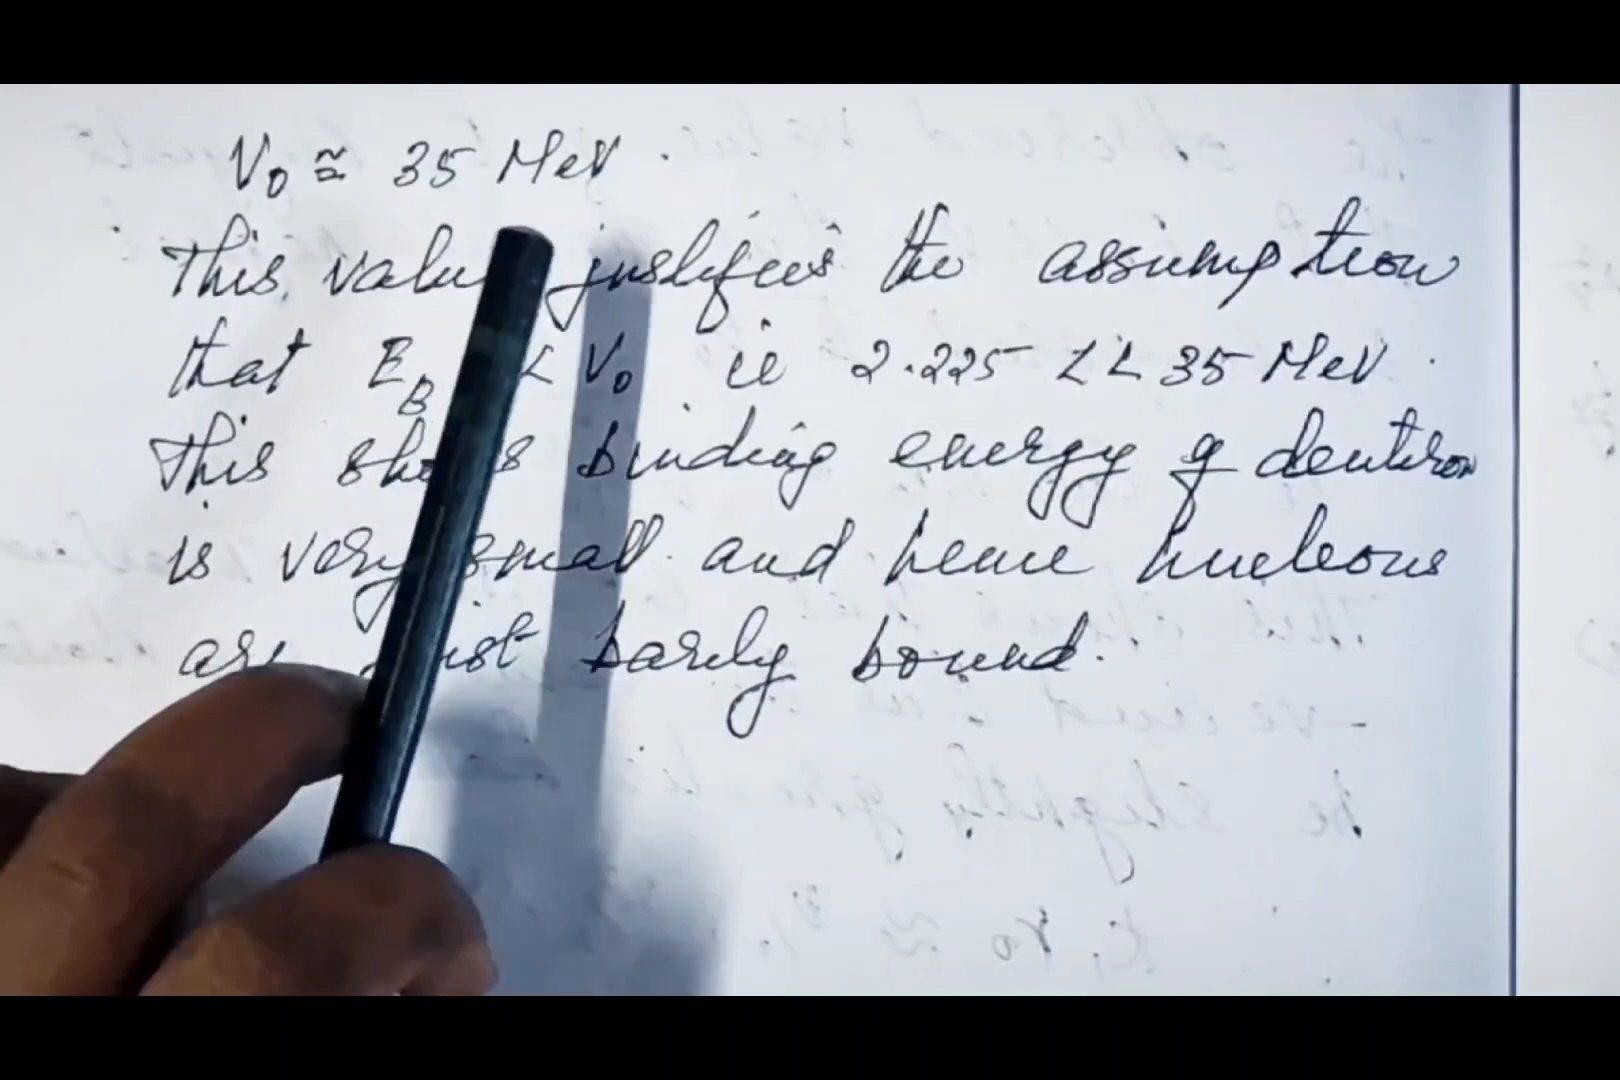 V₀ ≅ 35 MeV.
This value justifies the assumption
that E_B < V₀ ie 2.225 << 35 MeV.
This shows binding energy of deuteron
is very small and hence nucleons
are just barely bound.